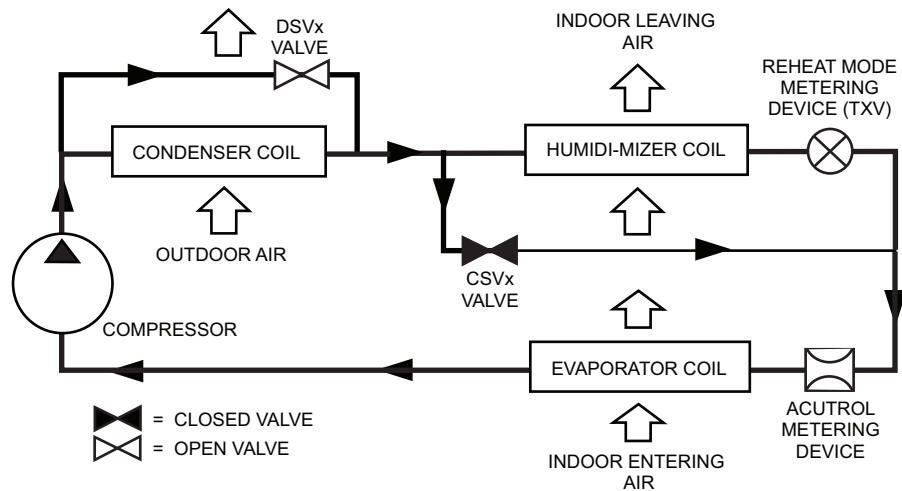 DSVx
VALVE
INDOOR LEAVING
AIR
REHEAT MODE
METERING
DEVICE (TXV)
CONDENSER COIL
HUMIDI-MIZER COIL
OUTDOOR AIR
CSVx
VALVE
COMPRESSOR
EVAPORATOR COIL
ACUTROL
METERING
DEVICE
= CLOSED VALVE
= OPEN VALVE
INDOOR ENTERING
AIR